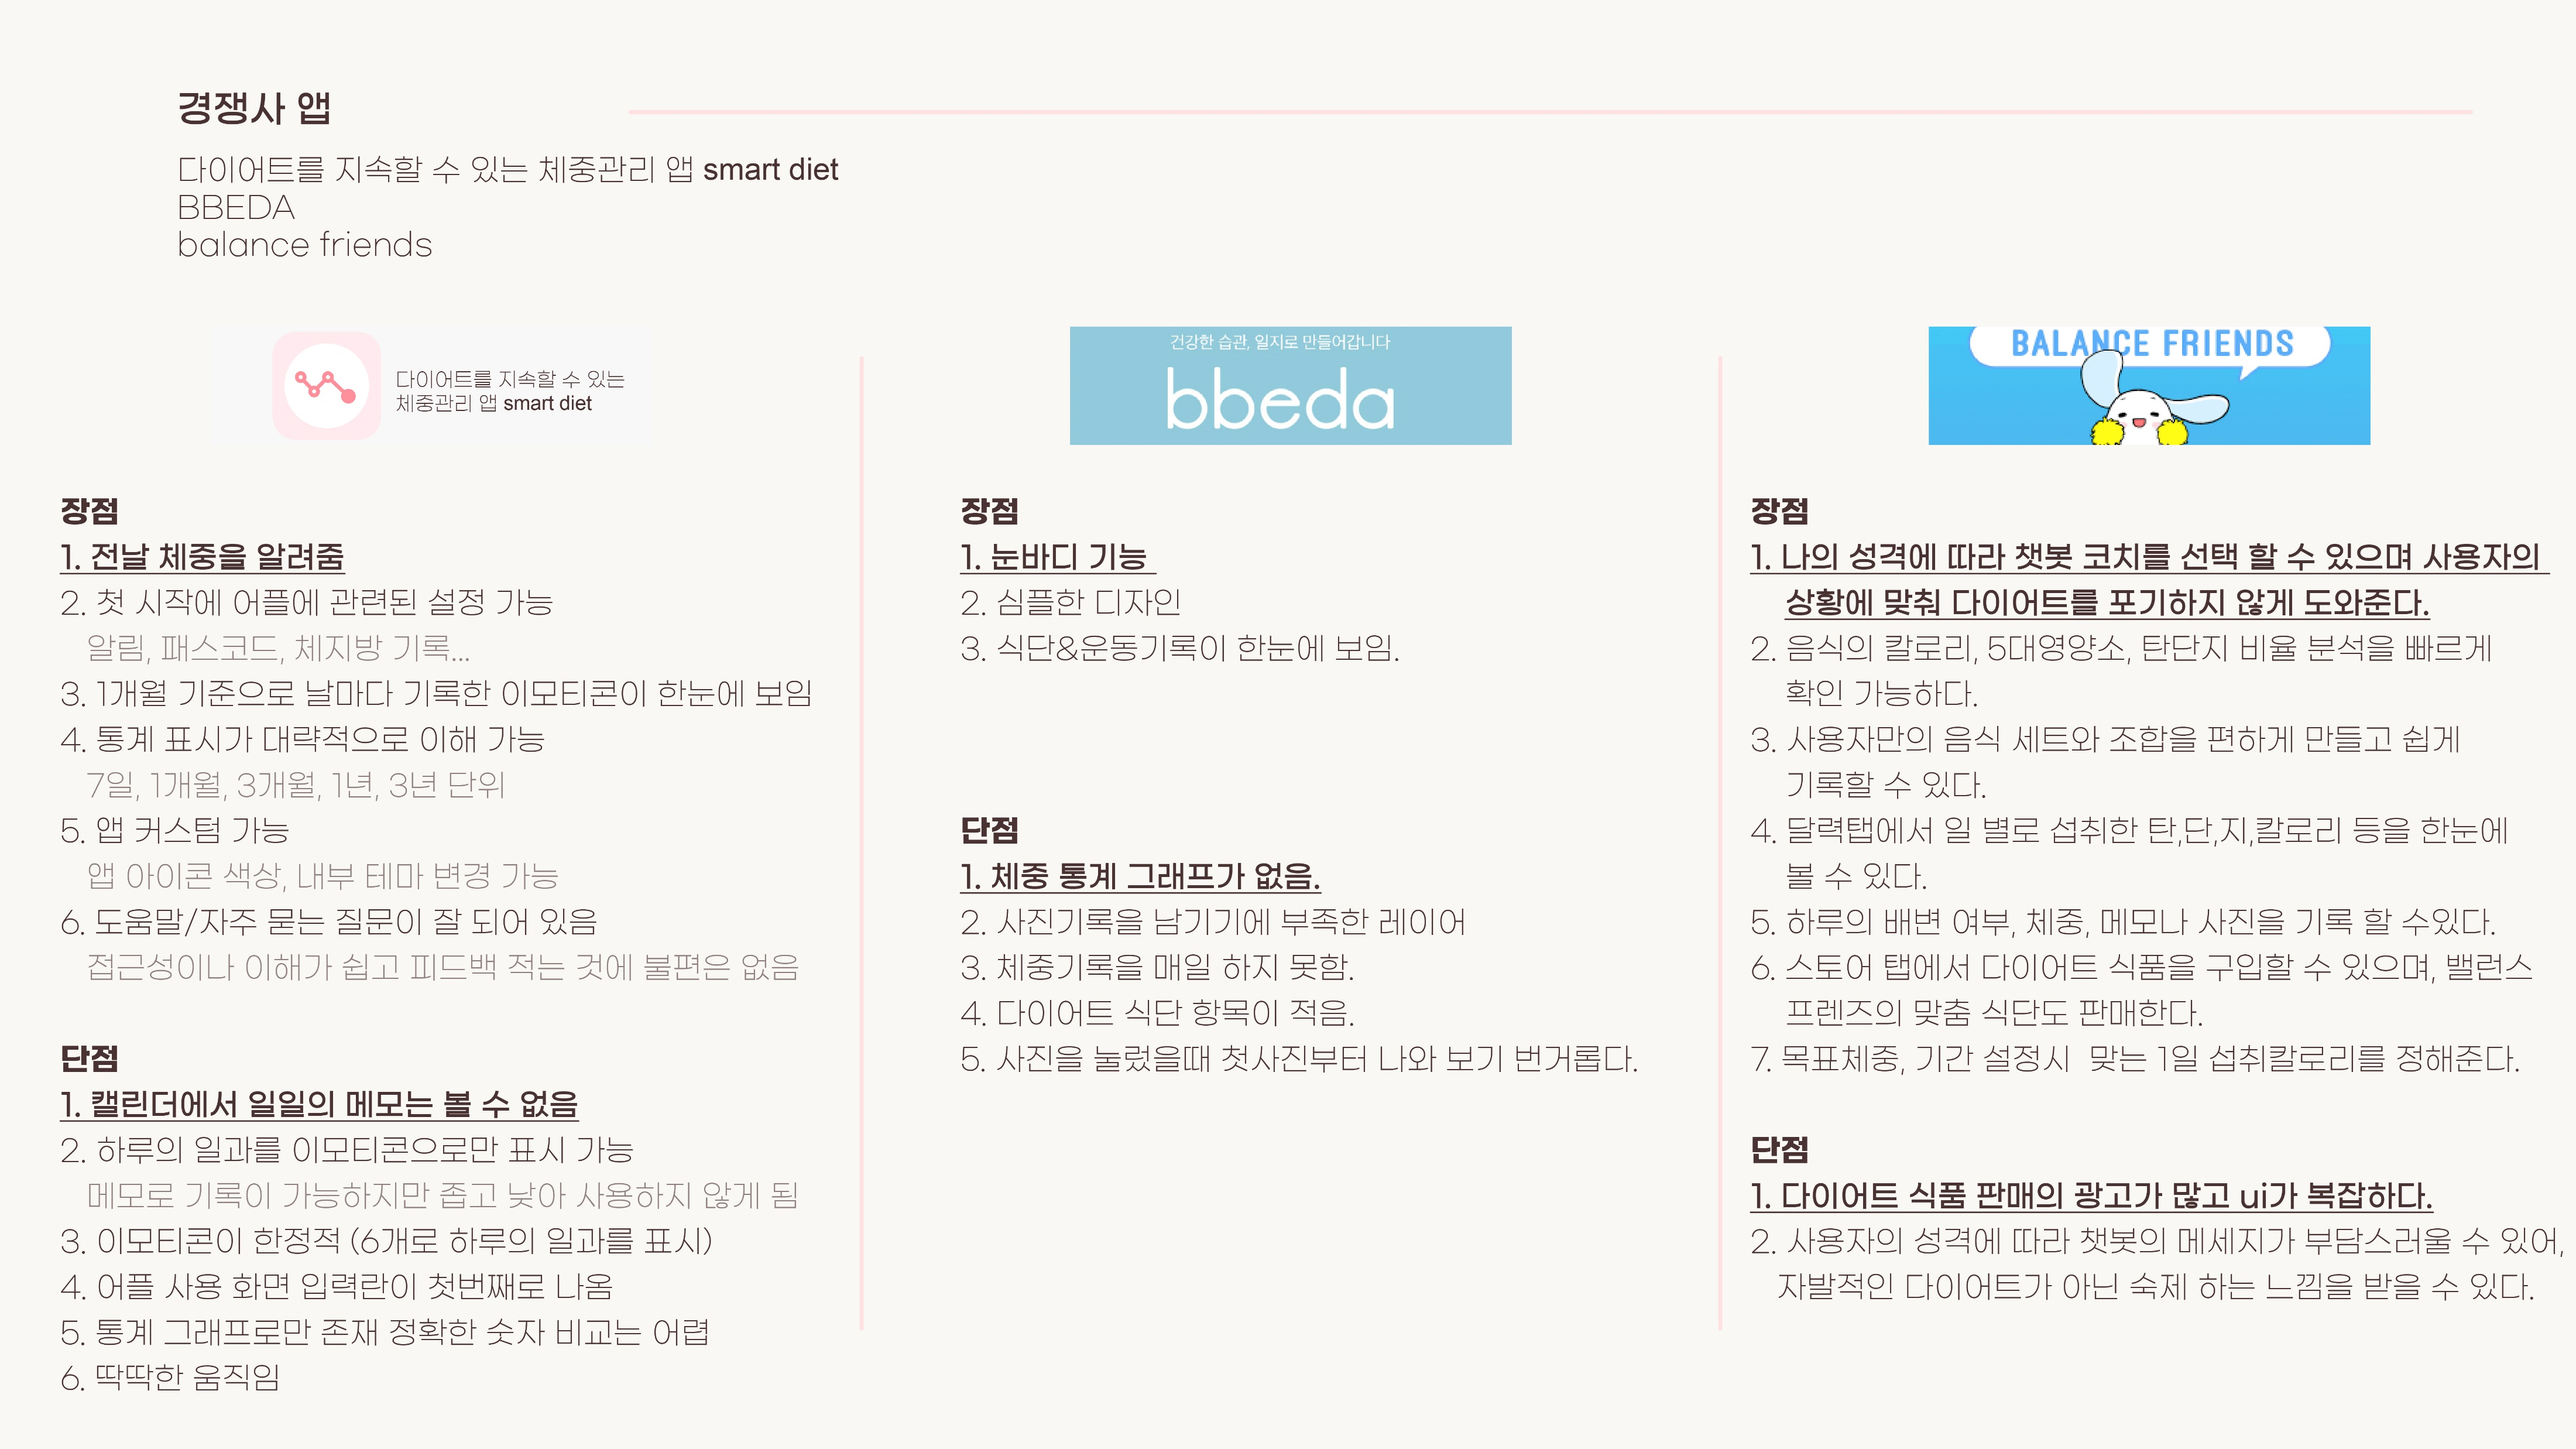 경쟁사 앱
다이어트를 지속할 수 있는 체중관리 앱 smart diet
BBEDA
balance friends
다이어트를 지속할 수 있는
체중관리 앱 smart diet
장점
1. 전날 체중을 알려줌
2. 첫 시작에 어플에 관련된 설정 가능
알림, 패스코드, 체지방 기록...
3. 1개월 기준으로 날마다 기록한 이모티콘이 한눈에 보임
4. 통계 표시가 대략적으로 이해 가능
7일, 1개월, 3개월, 1년, 3년 단위
5. 앱 커스텀 가능
앱 아이콘 색상, 내부 테마 변경 가능
6. 도움말/자주 묻는 질문이 잘 되어 있음
접근성이나 이해가 쉽고 피드백 적는 것에 불편은 없음
단점
1. 캘린더에서 일일의 메모는 볼 수 없음
2. 하루의 일과를 이모티콘으로만 표시 가능
메모로 기록이 가능하지만 좁고 낮아 사용하지 않게 됨
3. 이모티콘이 한정적 (6개로 하루의 일과를 표시)
4. 어플 사용 화면 입력란이 첫번째로 나옴
5. 통계 그래프로만 존재 정확한 숫자 비교는 어렵
6. 딱딱한 움직임
건강한 습관, 일지로 만들어갑니다
bbeda
장점
1. 눈바디 기능
2. 심플한 디자인
3. 식단&운동기록이 한눈에 보임.
단점
1. 체중 통계 그래프가 없음.
2. 사진기록을 남기기에 부족한 레이어
3. 체중기록을 매일 하지 못함.
4. 다이어트 식단 항목이 적음.
5. 사진을 눌렀을때 첫사진부터 나와 보기 번거롭다.
BALANCE FRIENDS
장점
1. 나의 성격에 따라 챗봇 코치를 선택 할 수 있으며 사용자의
상황에 맞춰 다이어트를 포기하지 않게 도와준다.
2. 음식의 칼로리, 5대영양소, 탄단지 비율 분석을 빠르게
확인 가능하다.
3. 사용자만의 음식 세트와 조합을 편하게 만들고 쉽게
기록할 수 있다.
4. 달력탭에서 일 별로 섭취한 탄,단,지,칼로리 등을 한눈에
볼 수 있다.
5. 하루의 배변 여부, 체중, 메모나 사진을 기록 할 수있다.
6. 스토어 탭에서 다이어트 식품을 구입할 수 있으며, 밸런스
프렌즈의 맞춤 식단도 판매한다.
7. 목표체중, 기간 설정시 맞는 1일 섭취칼로리를 정해준다.
단점
1. 다이어트 식품 판매의 광고가 많고 ui가 복잡하다.
2. 사용자의 성격에 따라 챗봇의 메세지가 부담스러울 수 있어,
자발적인 다이어트가 아닌 숙제 하는 느낌을 받을 수 있다.